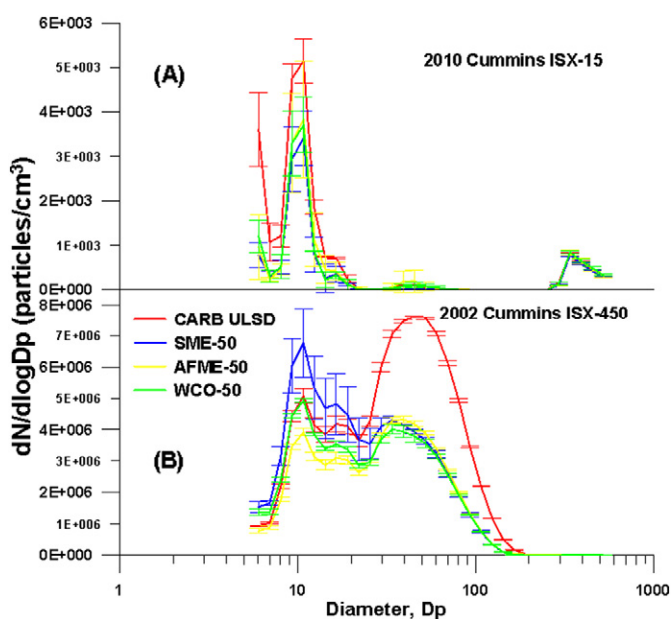 6E+003
5E+003
4E+003
3E+003
2E+003
1E+003
0E+000
(A)
2010 Cummins ISX-15
dN/dlogDp (particles/cm³)
8E+006
7E+006
6E+006
5E+006
4E+006
3E+006
2E+006
1E+006
0E+000
2002 Cummins ISX-450
CARB ULSD
SME-50
AFME-50
WCO-50
(B)
1 10 100 1000
Diameter, Dp